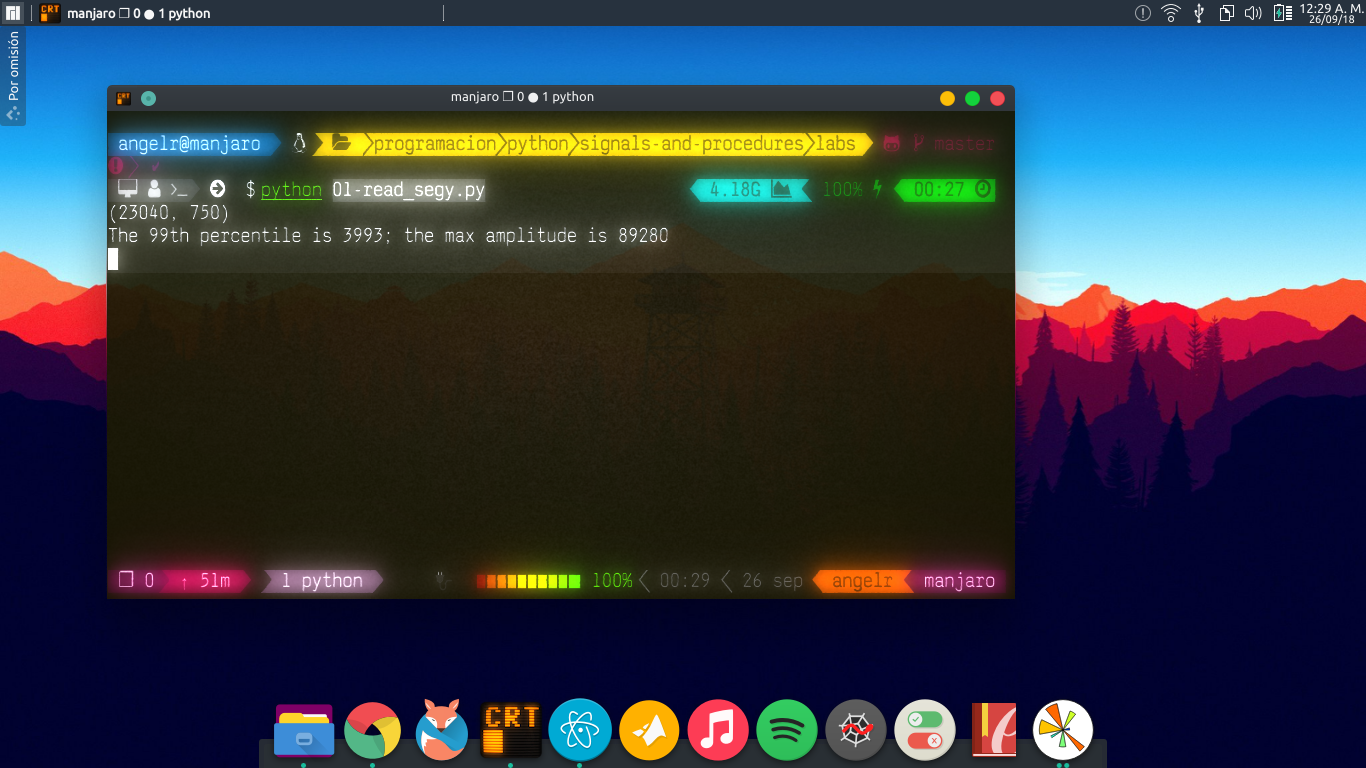 manjaro ❐ 0 ● 1 python
12:29 A. M.
26/09/18
Por omisión
manjaro ❐ 0 ● 1 python
angelr@manjaro programacion python signals-and-procedures labs master
$ python 01-read_segy.py 4.18G 100% 00:27
(23040, 750)
The 99th percentile is 3993; the max amplitude is 89280
❐ 0 ↑ 51m 1 python 100% 00:29 26 sep angelr manjaro
CRT